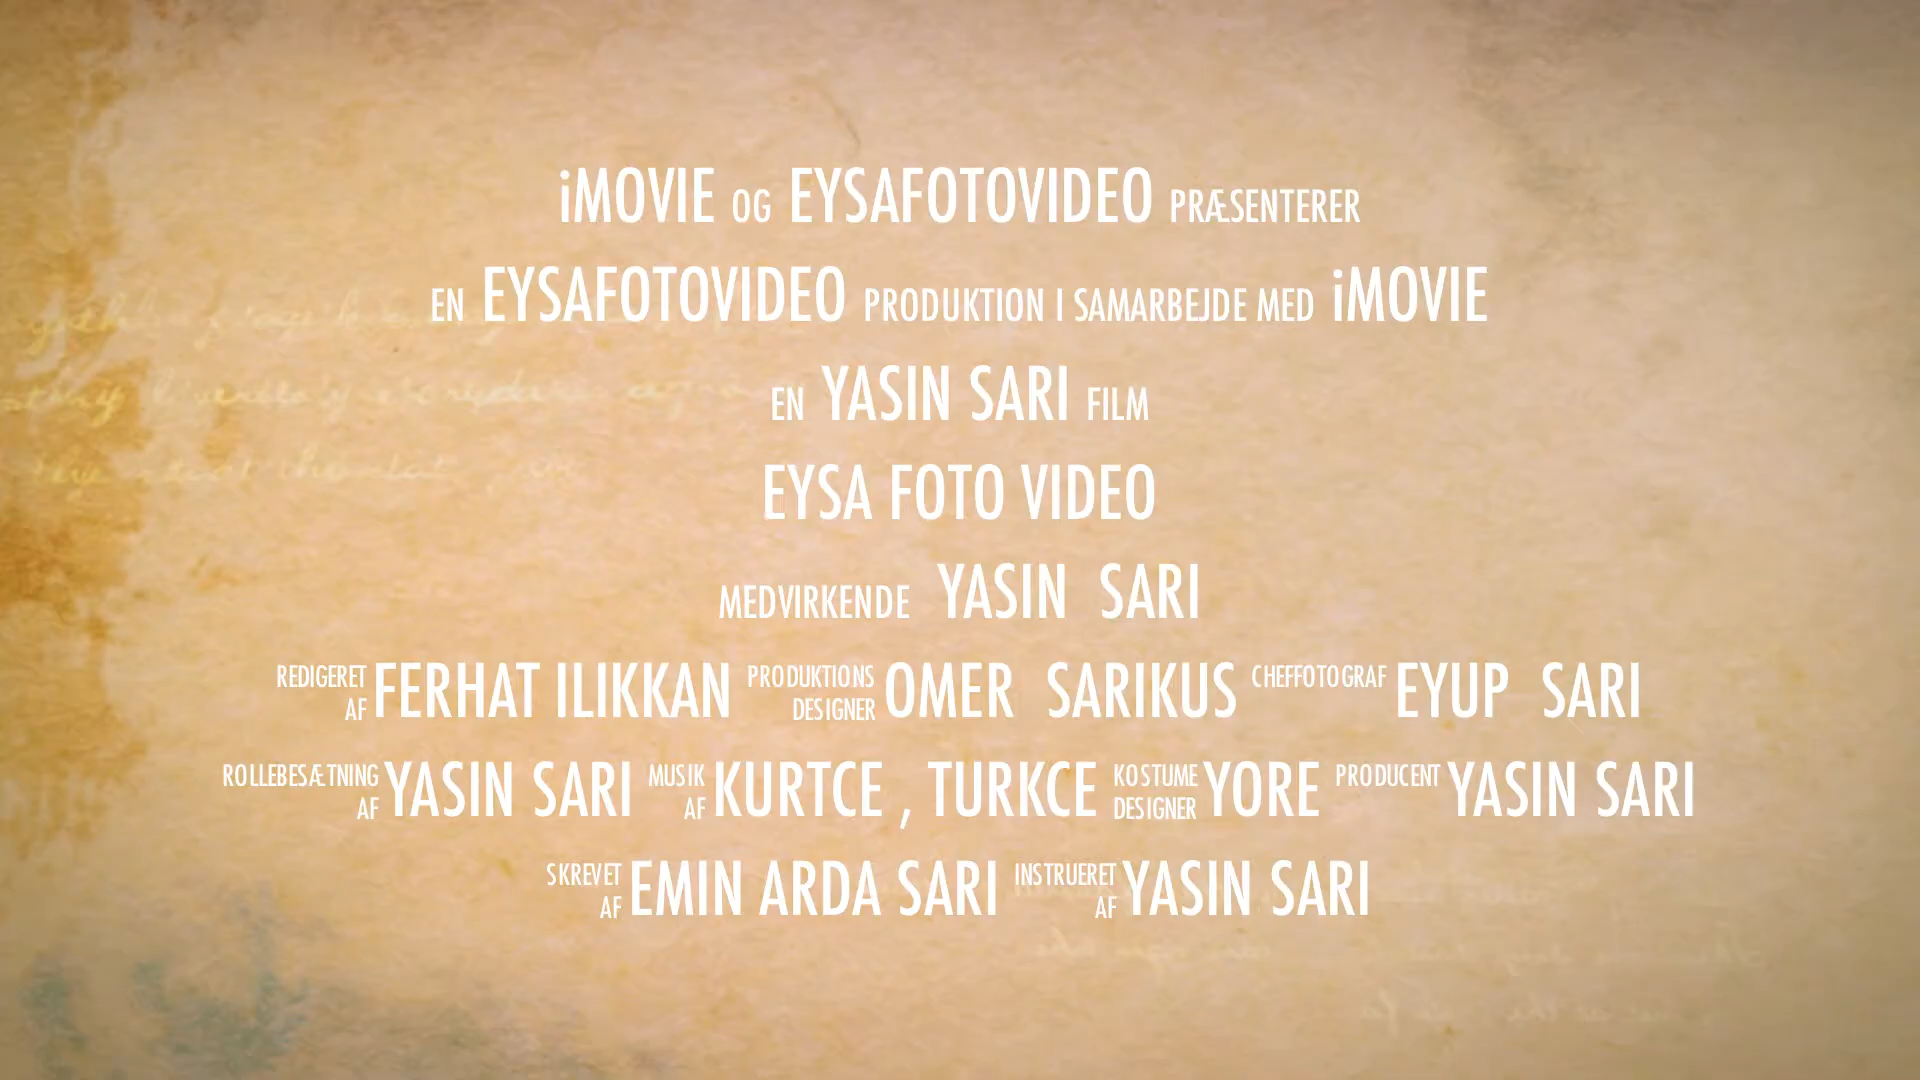 iMOVIE OG EYSAFOTOVIDEO PRÆSENTERER
EN EYSAFOTOVIDEO PRODUKTION I SAMARBEJDE MED iMOVIE
EN YASIN SARI FILM
EYSA FOTO VIDEO
MEDVIRKENDE YASIN SARI
REDIGERET AF FERHAT ILIKKAN PRODUKTIONS DESIGNER OMER SARIKUS CHEFFOTOGRAF EYUP SARI
ROLLEBESÆTNING AF YASIN SARI MUSIK AF KURTCE , TURKCE KOSTUME DESIGNER YORE PRODUCENT YASIN SARI
SKREVET AF EMIN ARDA SARI INSTRUERET AF YASIN SARI